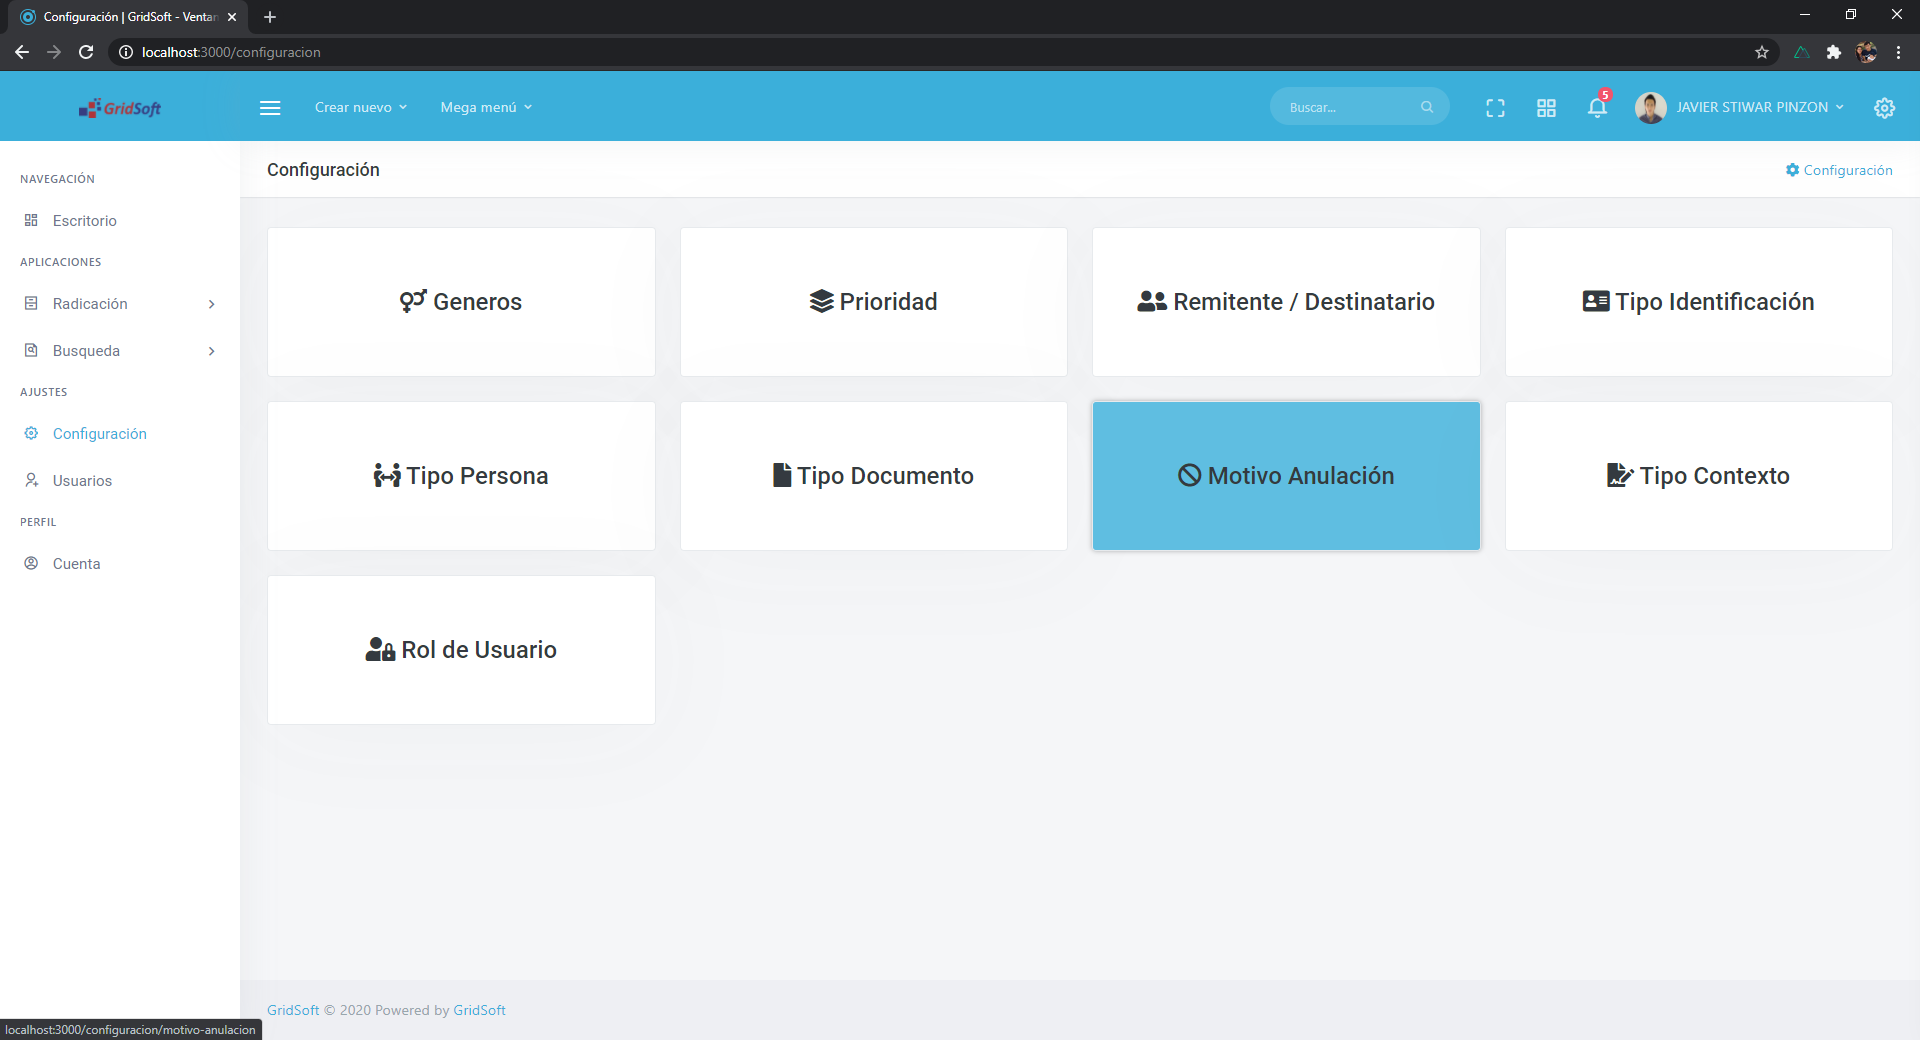 Configuración | GridSoft - Ventan
localhost:3000/configuracion
GridSoft
Crear nuevo
Mega menú
Buscar...
5
JAVIER STIWAR PINZON
NAVEGACIÓN
Escritorio
APLICACIONES
Radicación
Busqueda
AJUSTES
Configuración
Usuarios
PERFIL
Cuenta
Configuración
Configuración
Generos
Prioridad
Remitente / Destinatario
Tipo Identificación
Tipo Persona
Tipo Documento
Motivo Anulación
Tipo Contexto
Rol de Usuario
GridSoft © 2020 Powered by GridSoft
localhost:3000/configuracion/motivo-anulacion